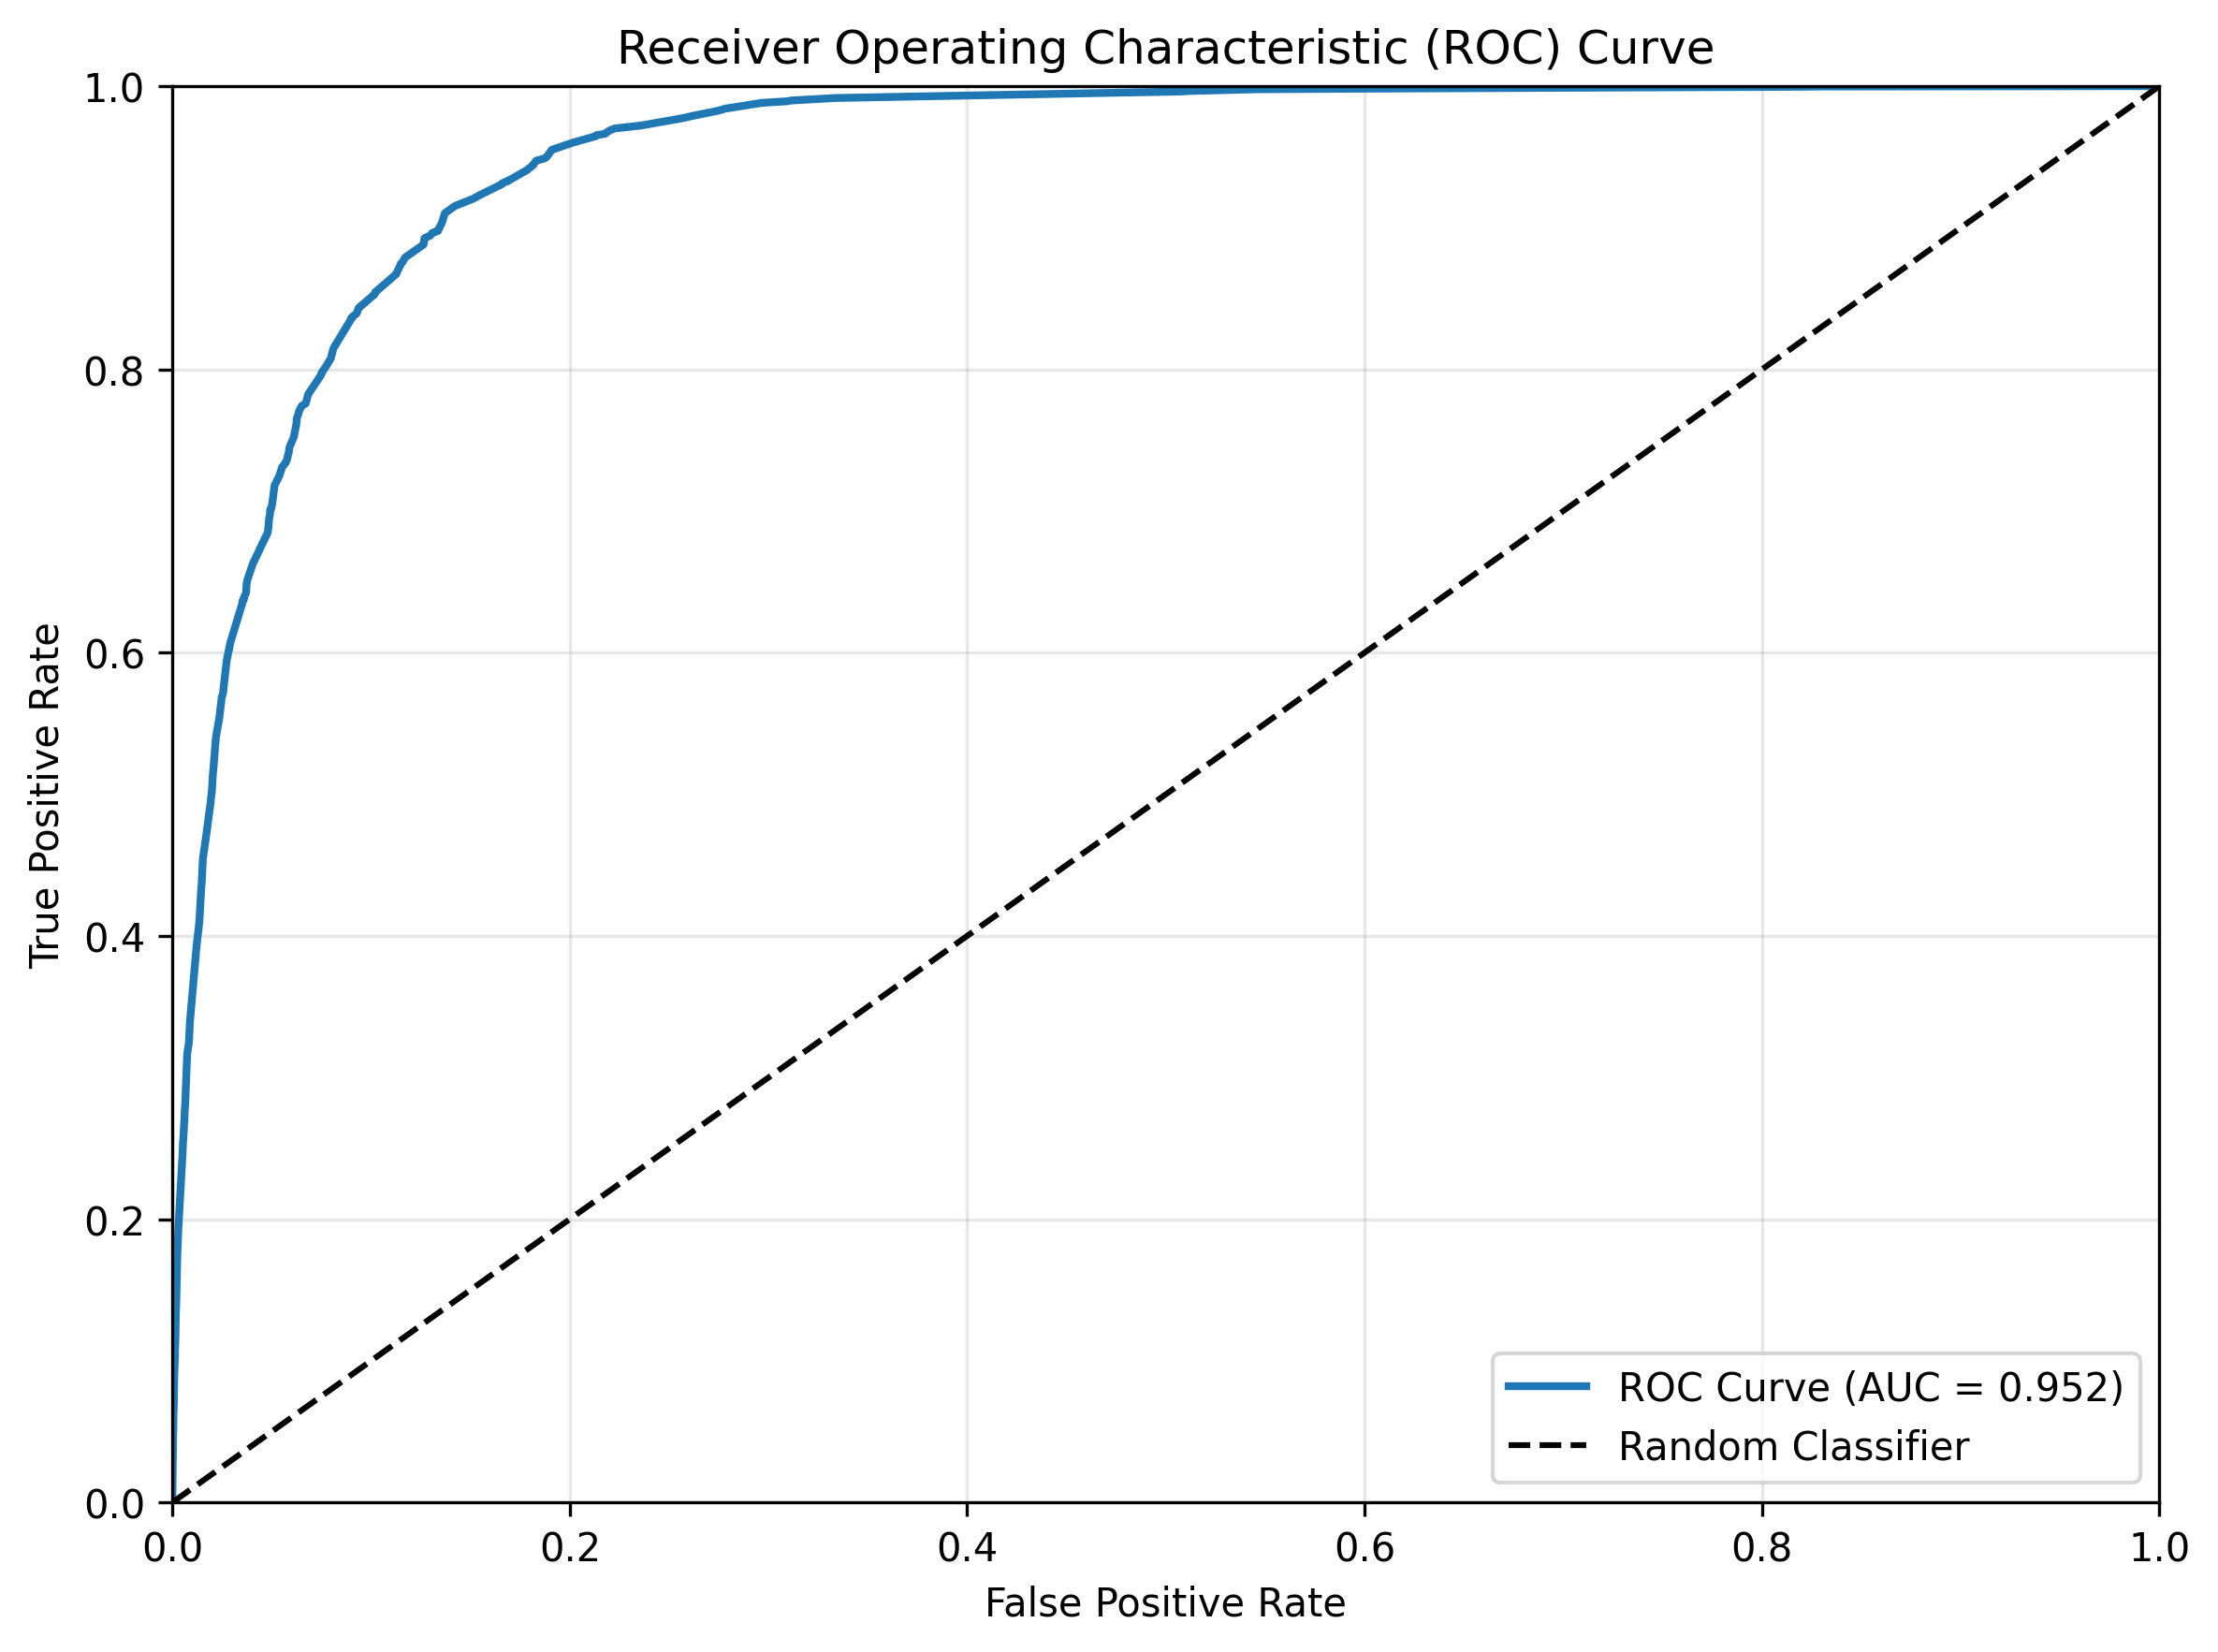 Receiver Operating Characteristic (ROC) Curve
1.0
0.8
0.6
0.4
0.2
0.0
True Positive Rate
0.0 0.2 0.4 0.6 0.8 1.0
False Positive Rate
ROC Curve (AUC = 0.952)
Random Classifier